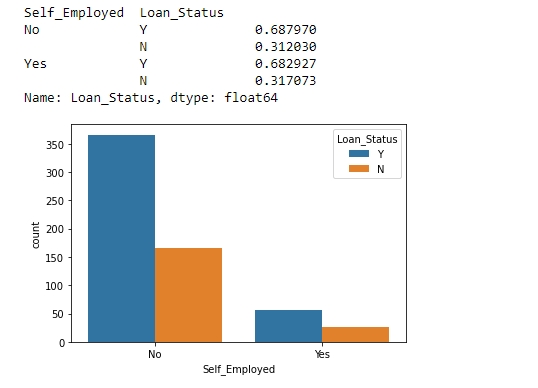 Self_Employed  Loan_Status
No             Y              0.687970
               N              0.312030
Yes            Y              0.682927
               N              0.317073
Name: Loan_Status, dtype: float64
Loan_Status
Y
N
350
300
250
200
150
100
50
0
count
No Yes
Self_Employed